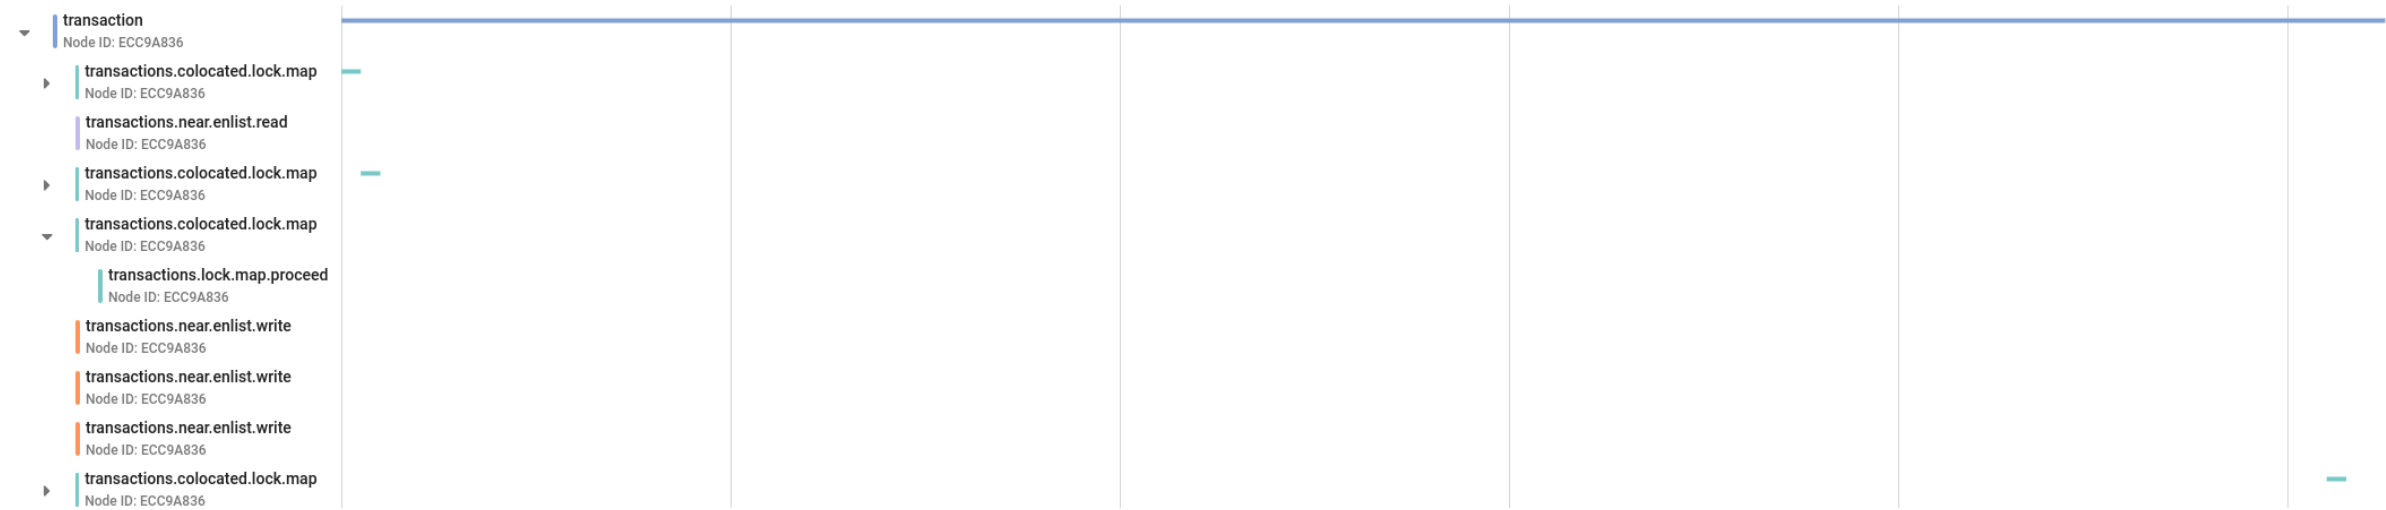 transaction
Node ID: ECC9A836
transactions.colocated.lock.map
Node ID: ECC9A836
transactions.near.enlist.read
Node ID: ECC9A836
transactions.colocated.lock.map
Node ID: ECC9A836
transactions.colocated.lock.map
Node ID: ECC9A836
transactions.lock.map.proceed
Node ID: ECC9A836
transactions.near.enlist.write
Node ID: ECC9A836
transactions.near.enlist.write
Node ID: ECC9A836
transactions.near.enlist.write
Node ID: ECC9A836
transactions.colocated.lock.map
Node ID: ECC9A836